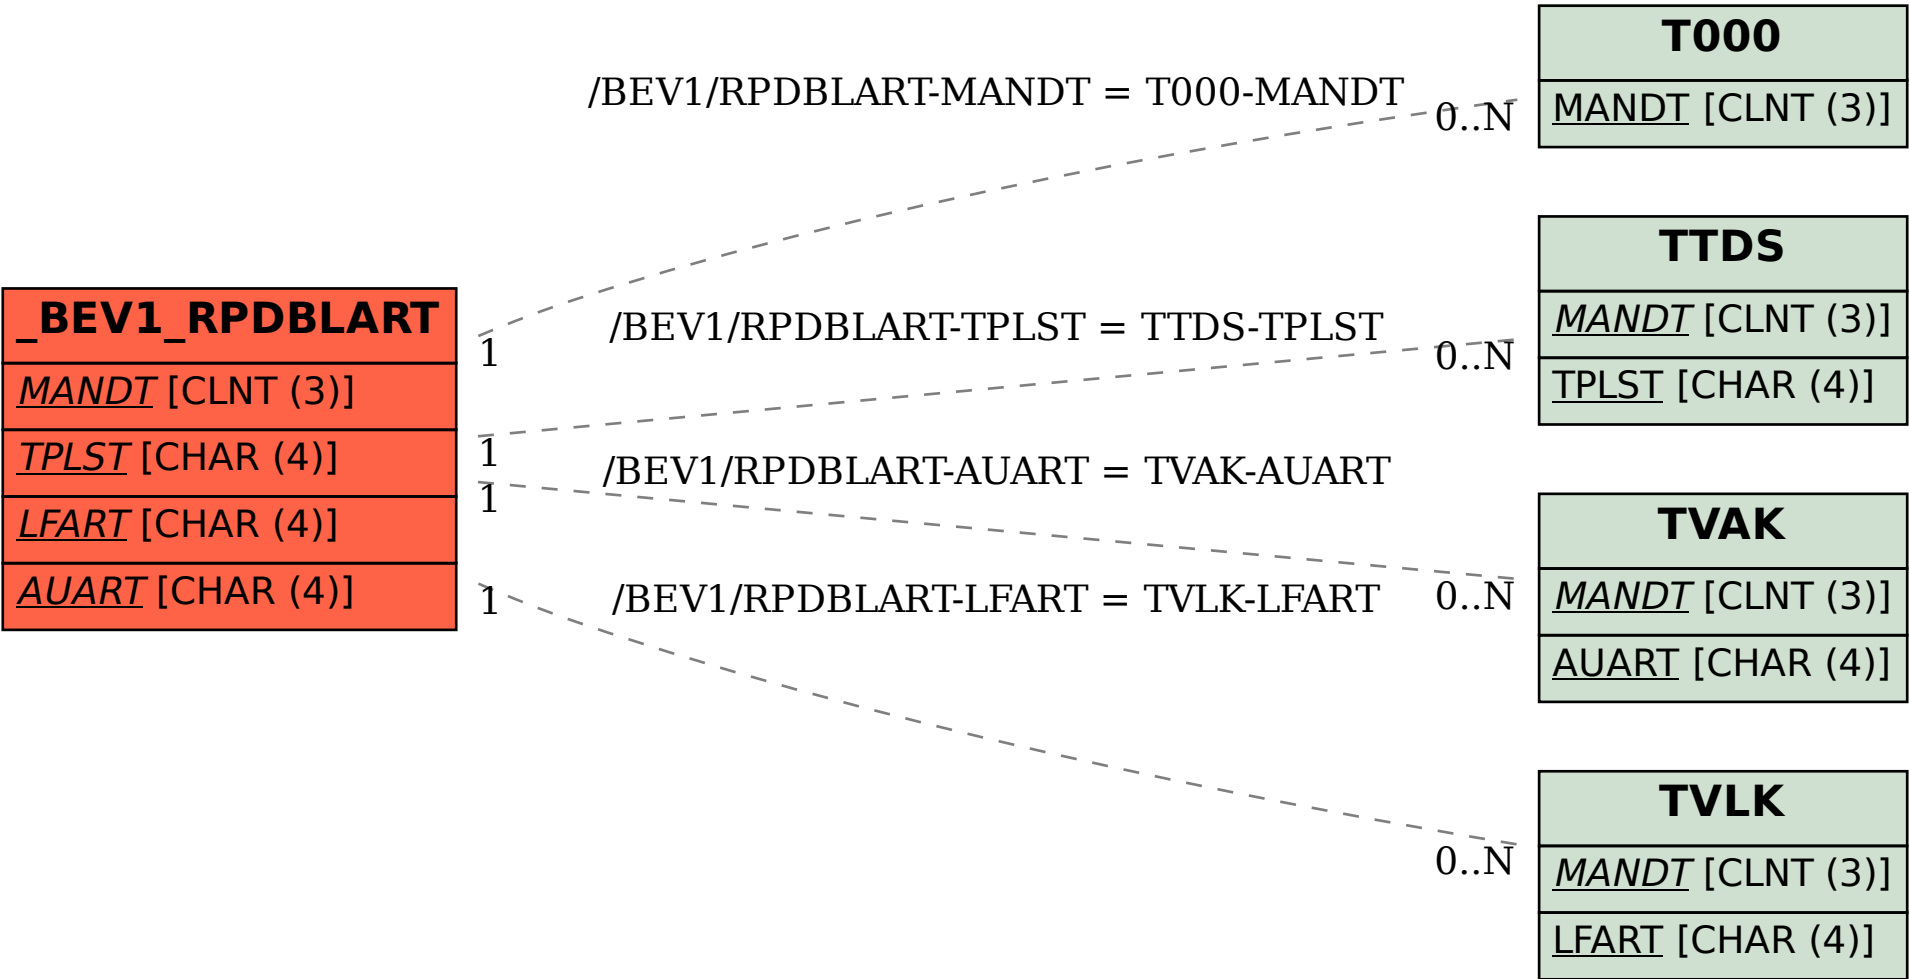 _BEV1_RPDBLART
MANDT [CLNT (3)]
TPLST [CHAR (4)]
LFART [CHAR (4)]
AUART [CHAR (4)]
/BEV1/RPDBLART-MANDT = T000-MANDT
1
0..N
/BEV1/RPDBLART-TPLST = TTDS-TPLST
1
0..N
/BEV1/RPDBLART-AUART = TVAK-AUART
1
0..N
/BEV1/RPDBLART-LFART = TVLK-LFART
1
0..N
T000
MANDT [CLNT (3)]
TTDS
MANDT [CLNT (3)]
TPLST [CHAR (4)]
TVAK
MANDT [CLNT (3)]
AUART [CHAR (4)]
TVLK
MANDT [CLNT (3)]
LFART [CHAR (4)]